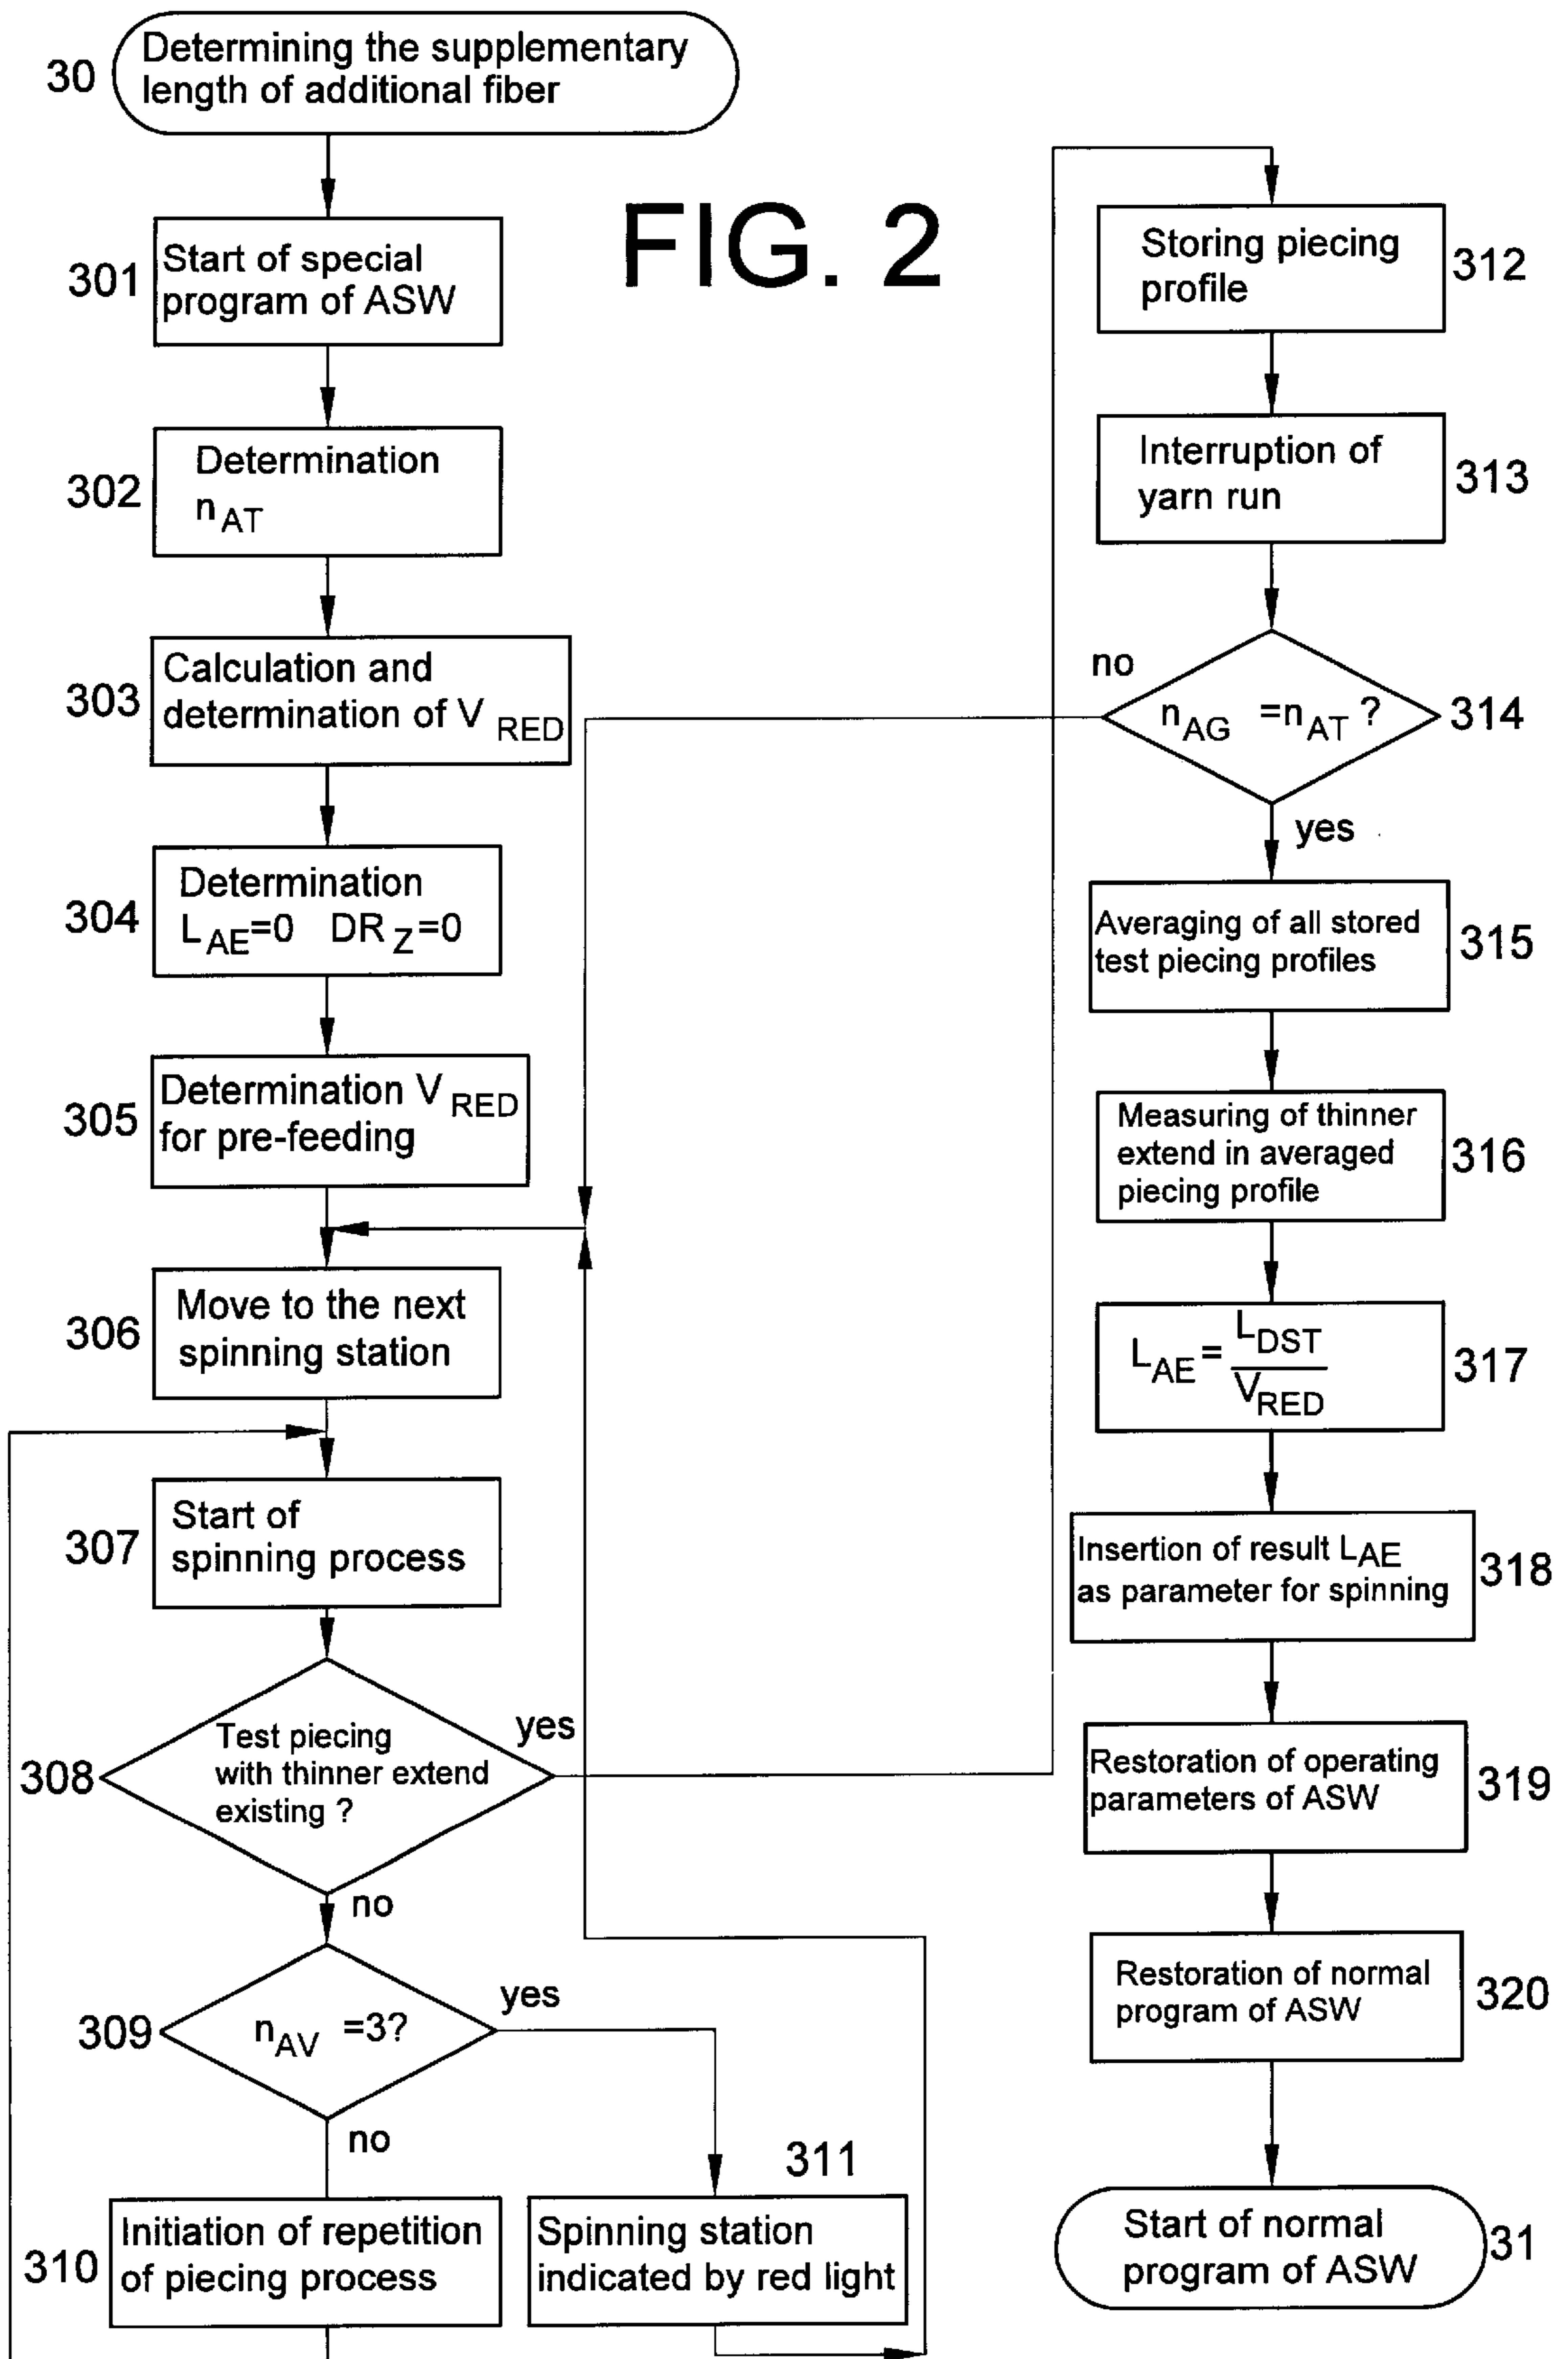 30
Determining the supplementary
length of additional fiber
FIG. 2
301
Start of special
program of ASW
302
Determination
n AT
303
Calculation and
determination of V RED
304
Determination
L AE=0 DR Z=0
305
Determination V RED
for pre-feeding
306
Move to the next
spinning station
307
Start of
spinning process
308
Test piecing
with thinner extend
existing ?
yes
no
309
n AV =3?
yes
no
310
Initiation of repetition
of piecing process
311
Spinning station
indicated by red light
Storing piecing
profile
312
Interruption of
yarn run
313
no
n AG =n AT ?
314
yes
Averaging of all stored
test piecing profiles
315
Measuring of thinner
extend in averaged
piecing profile
316
L AE = L DST
V RED
317
Insertion of result L AE
as parameter for spinning
318
Restoration of operating
parameters of ASW
319
Restoration of normal
program of ASW
320
Start of normal
program of ASW
31